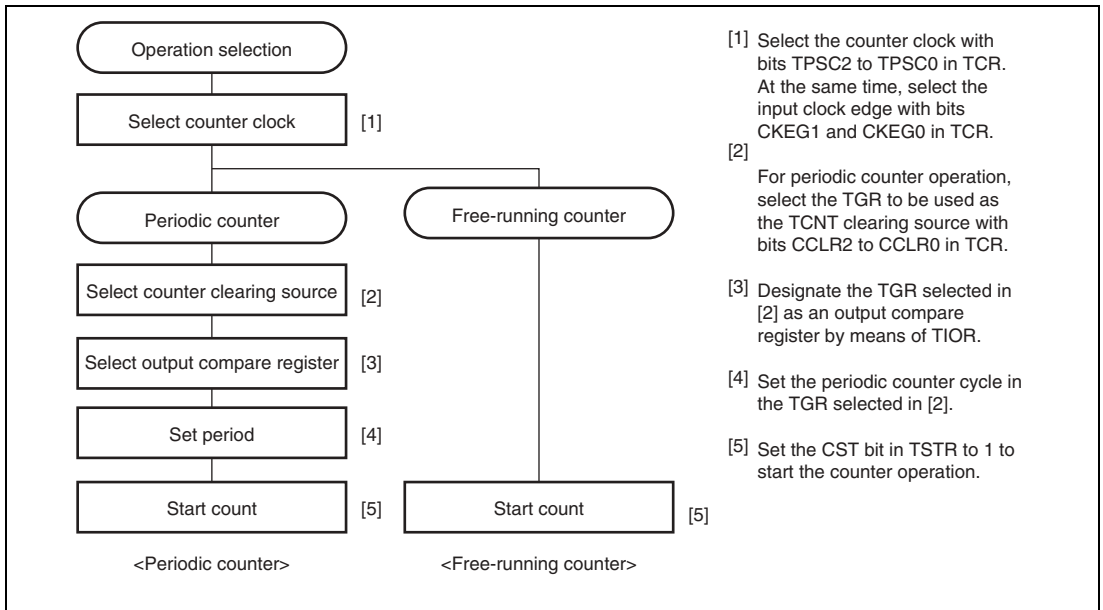 Operation selection
Select counter clock
[1]
Periodic counter
Free-running counter
Select counter clearing source
[2]
Select output compare register
[3]
Set period
[4]
Start count
[5]
Start count
[5]
<Periodic counter>
<Free-running counter>
[1] Select the counter clock with
bits TPSC2 to TPSC0 in TCR.
At the same time, select the
input clock edge with bits
CKEG1 and CKEG0 in TCR.
[2]
For periodic counter operation,
select the TGR to be used as
the TCNT clearing source with
bits CCLR2 to CCLR0 in TCR.
[3] Designate the TGR selected in
[2] as an output compare
register by means of TIOR.
[4] Set the periodic counter cycle in
the TGR selected in [2].
[5] Set the CST bit in TSTR to 1 to
start the counter operation.